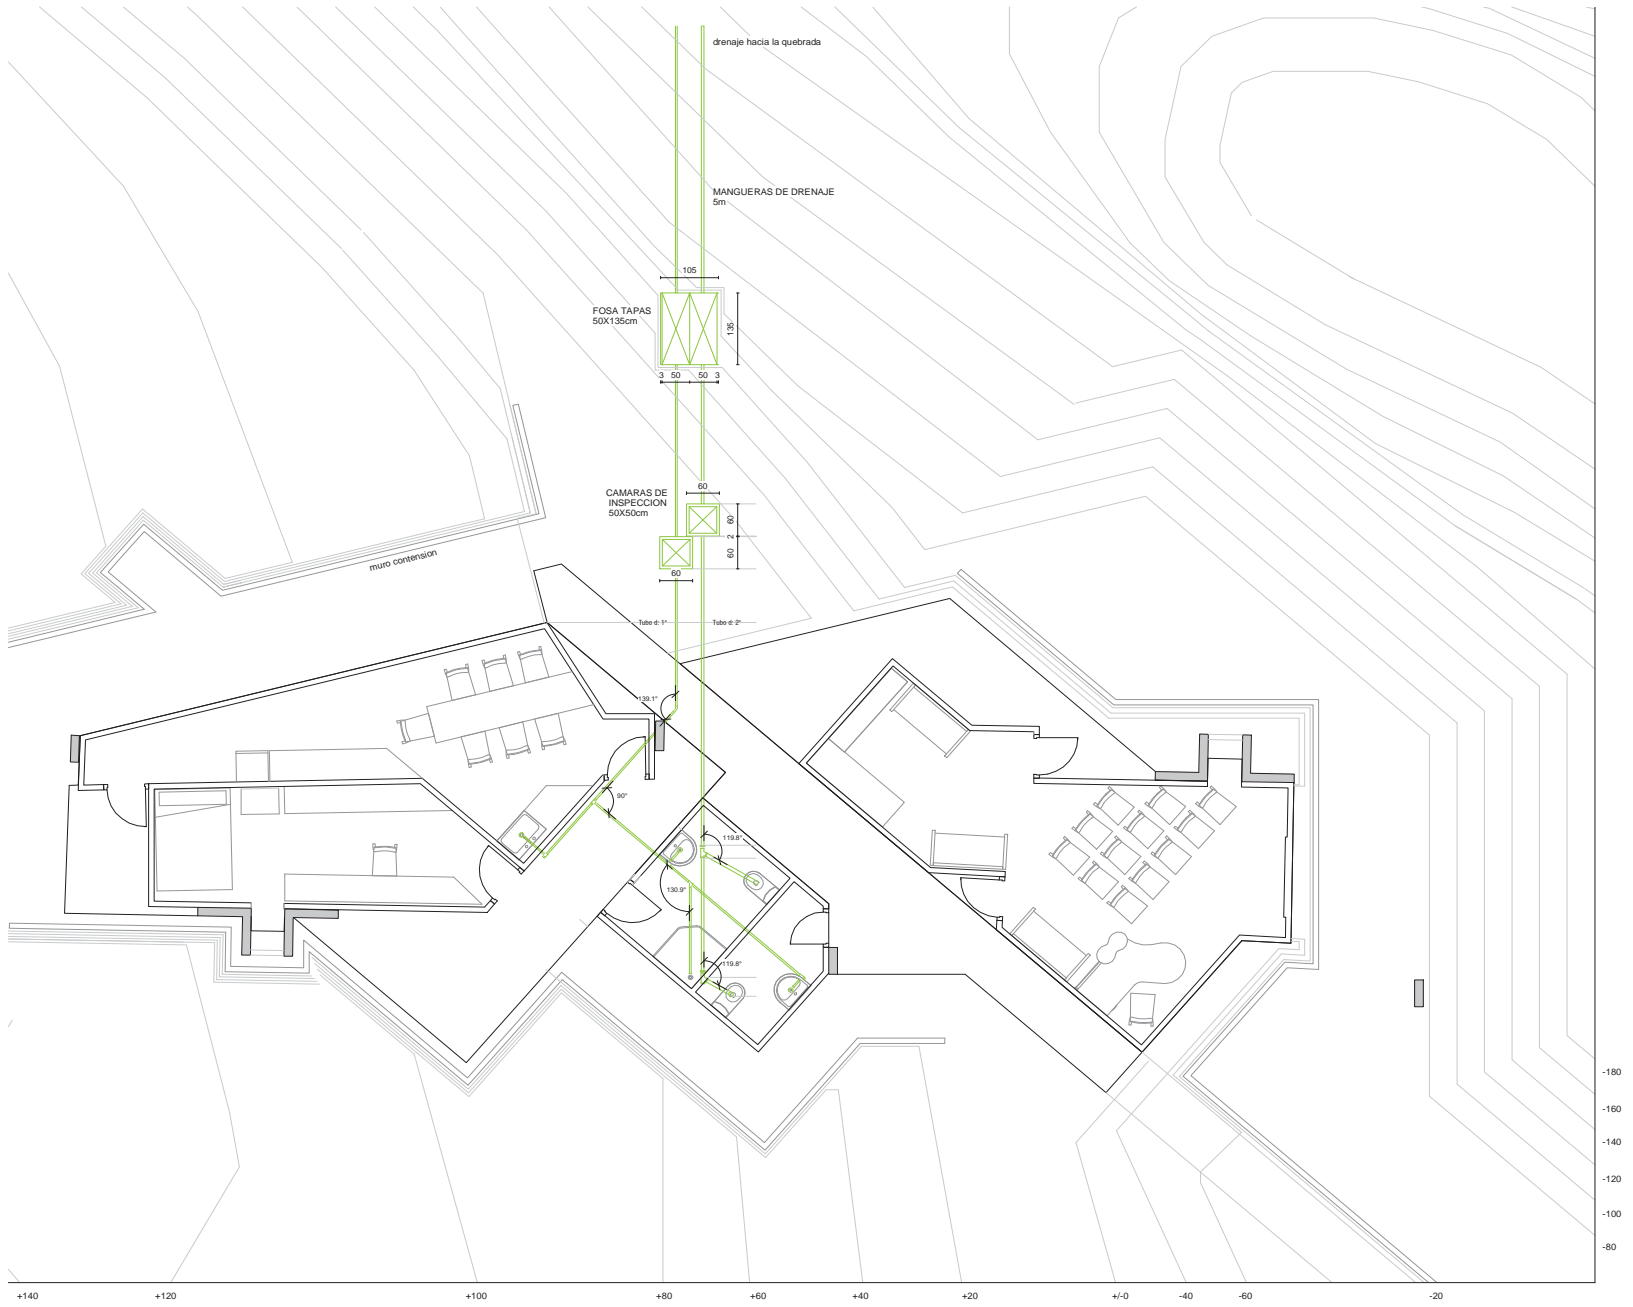 drenaje hacia la quebrada
MANGUERAS DE DRENAJE
5m
105
FOSA TAPAS
50X135cm
135
3 50 50 3
60
CAMARAS DE
INSPECCION
50X50cm
60
2
60
60
muro contension
Tubo d: 1"
Tubo d: 2"
139.1°
90°
119.8°
130.9°
119.8°
-180
-160
-140
-120
-100
-80
+140
+120
+100
+80
+60
+40
+20
+/-0
-40
-60
-20